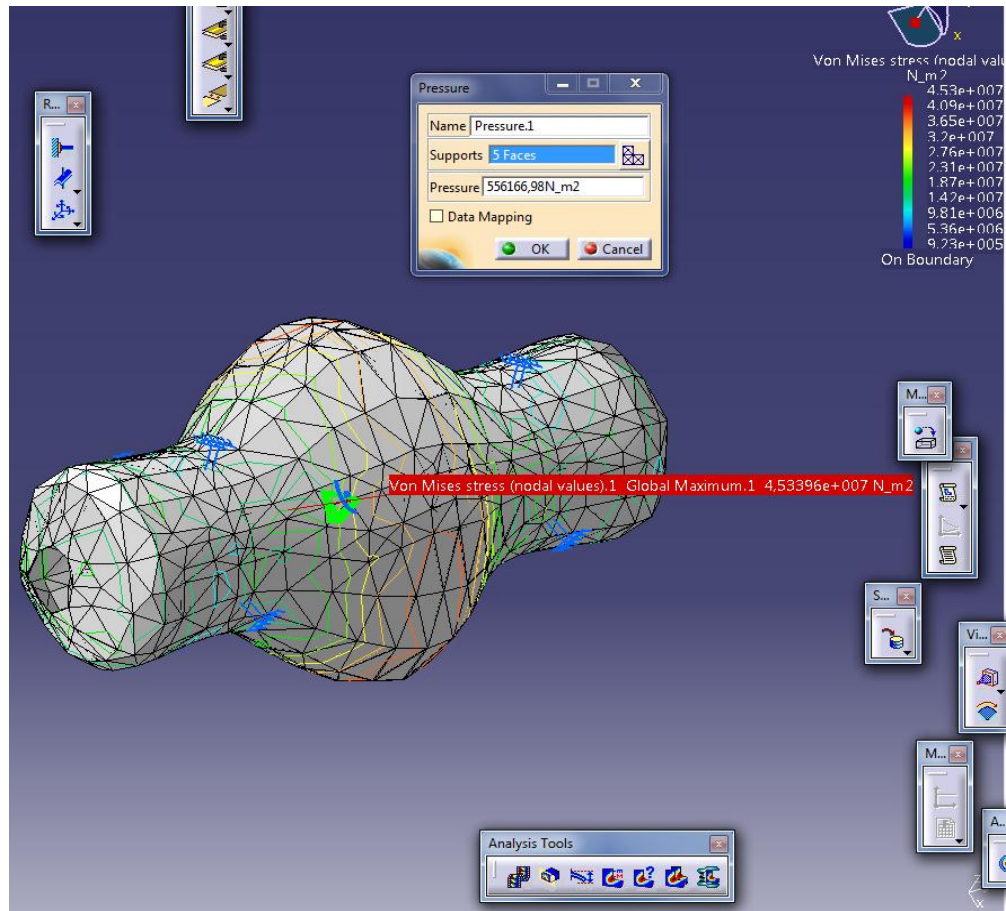 x
Von Mises stress (nodal valu
N_m2
4.53e+007
4.09e+007
3.65e+007
3.2e+007
2.76e+007
2.31e+007
1.87e+007
1.42e+007
9.81e+006
5.36e+006
9.23e+005
On Boundary
R...
Pressure
Name Pressure.1
Supports 5 Faces
Pressure 556166,98N_m2
Data Mapping
OK Cancel
M...
Von Mises stress (nodal values).1 Global Maximum.1 4,53396e+007 N_m2
S...
Vi...
M...
A...
Analysis Tools
z
x